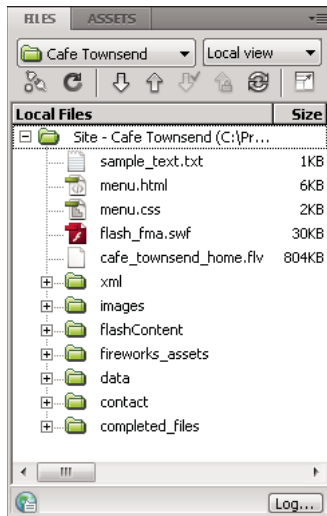 FILES ASSETS
Cafe Townsend Local view
Local Files Size
Site - Cafe Townsend (C:\Pr...
sample_text.txt 1KB
menu.html 6KB
menu.css 2KB
flash_fma.swf 30KB
cafe_townsend_home.flv 804KB
xml
images
flashContent
fireworks_assets
data
contact
completed_files
Log...